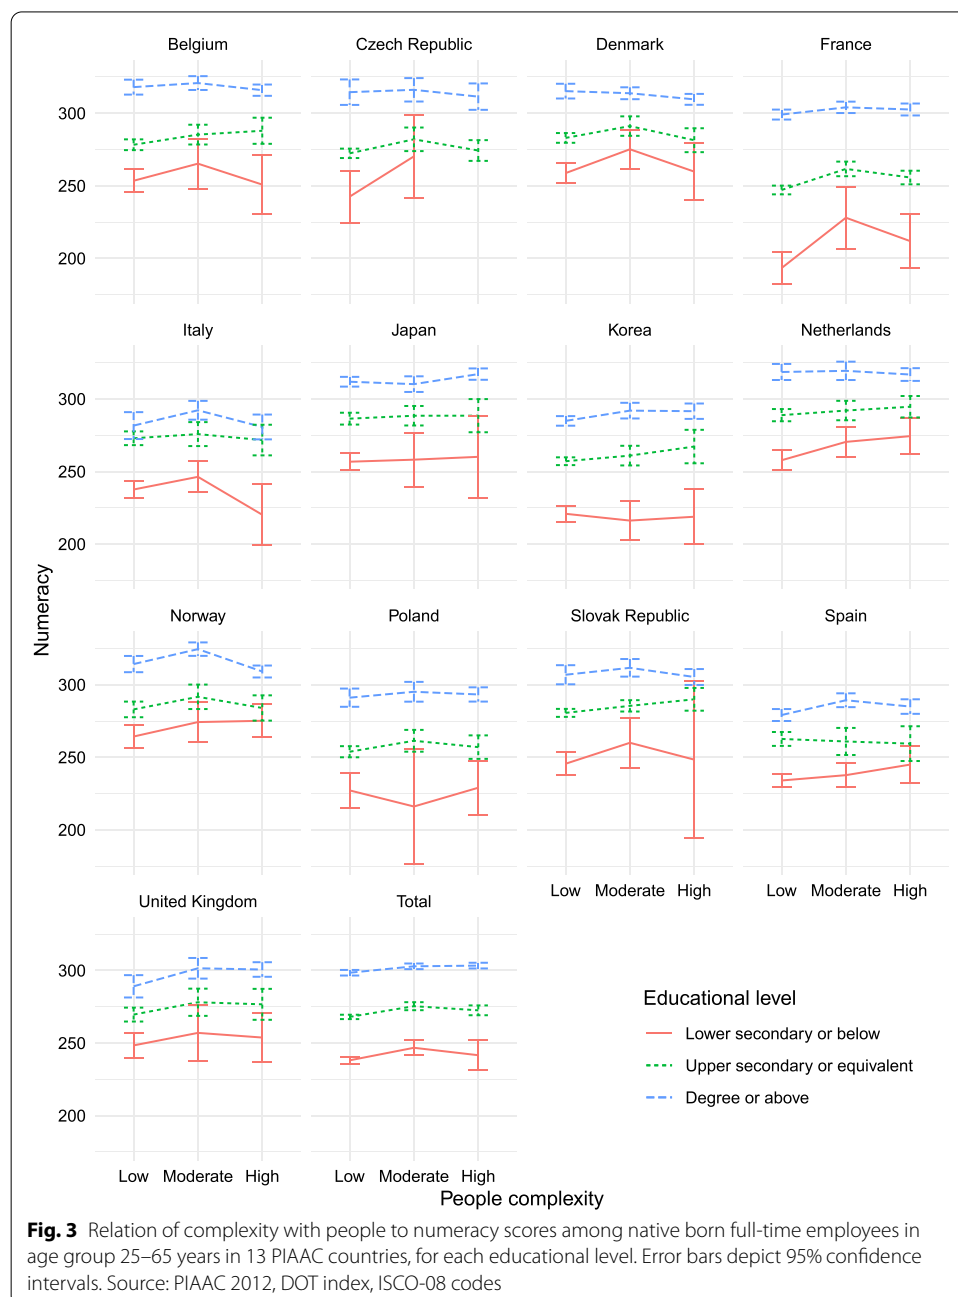 Belgium
Czech Republic
Denmark
France
300
250
200
Italy
Japan
Korea
Netherlands
300
250
200
Numeracy
Norway
Poland
Slovak Republic
Spain
300
250
200
Low Moderate High
Low Moderate High
United Kingdom
Total
300
250
200
Low Moderate High
Low Moderate High
People complexity
Educational level
Lower secondary or below
Upper secondary or equivalent
Degree or above
Fig. 3 Relation of complexity with people to numeracy scores among native born full-time employees in
age group 25–65 years in 13 PIAAC countries, for each educational level. Error bars depict 95% confidence
intervals. Source: PIAAC 2012, DOT index, ISCO-08 codes